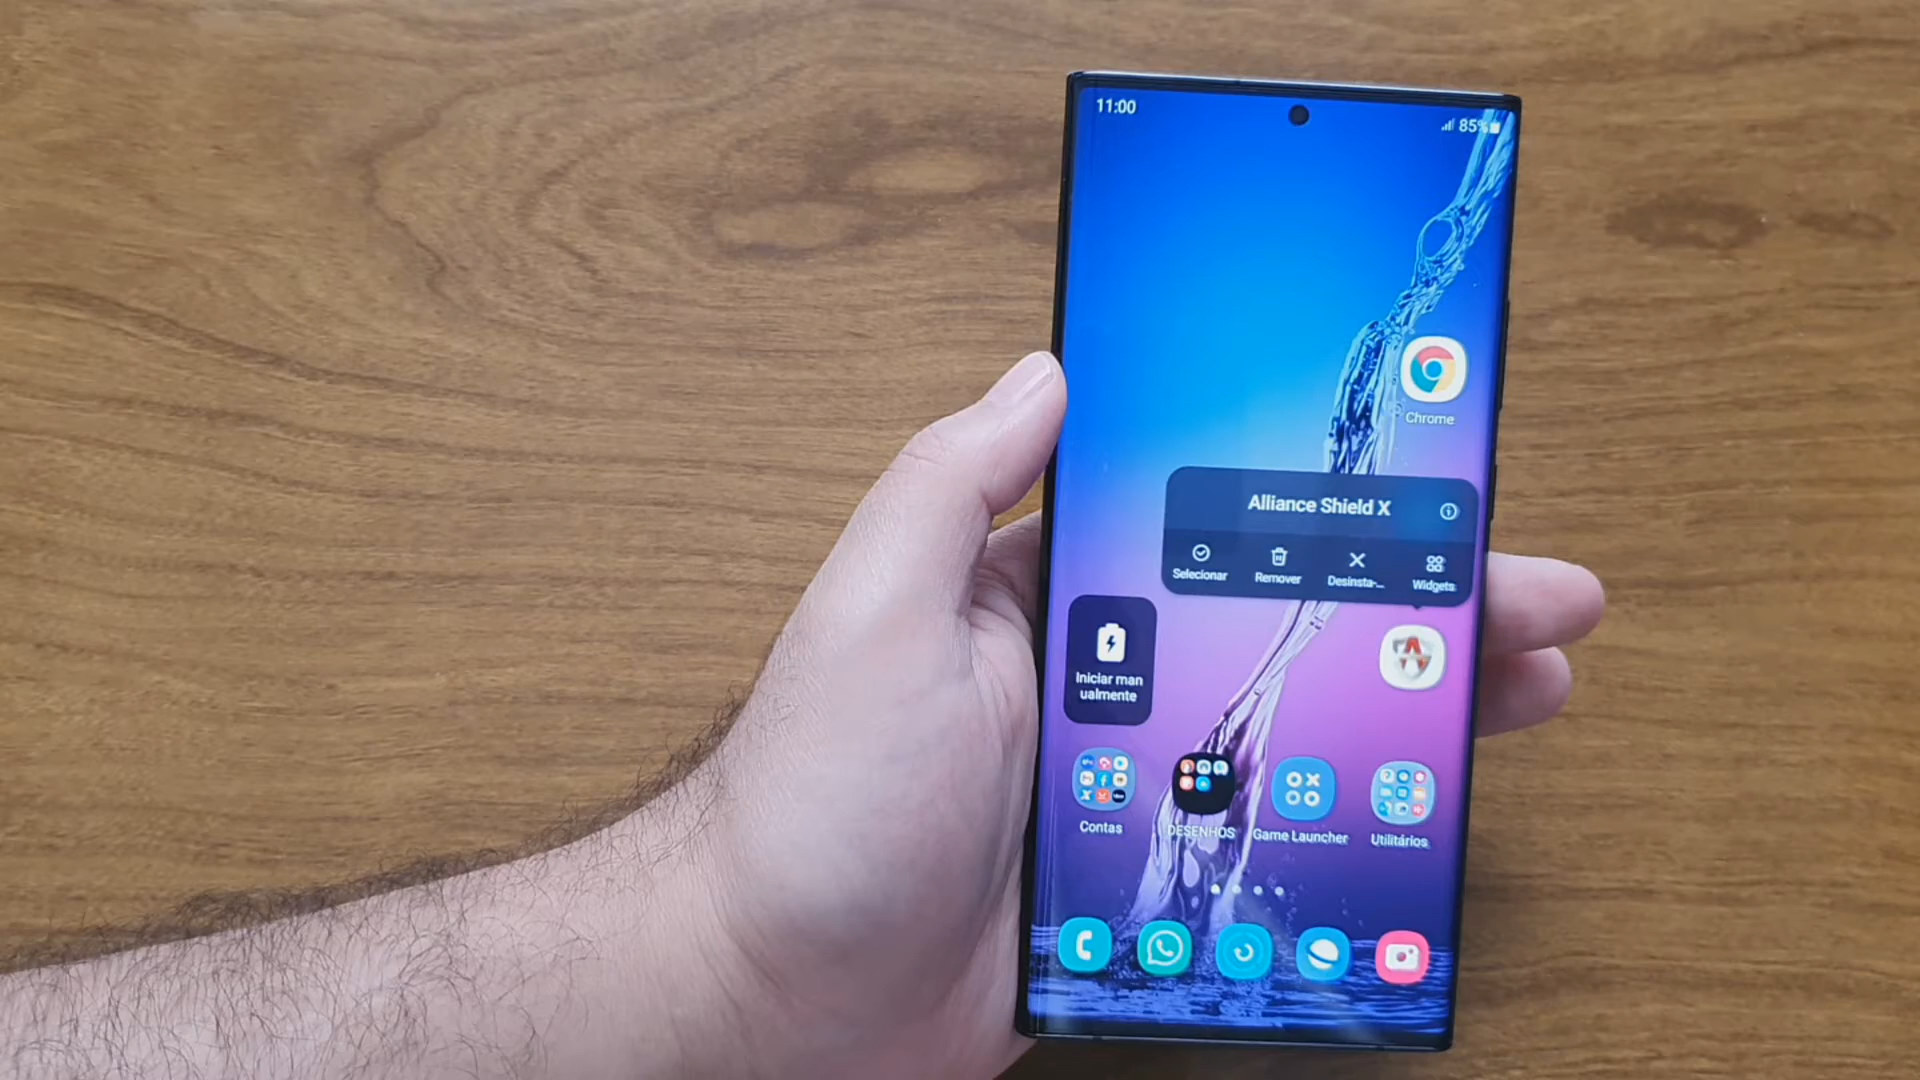 11:00
85%
Chrome
Alliance Shield X
Selecionar
Remover
Desinsta-...
Widgets
Iniciar man
ualmente
Contas
DESENHOS
Game Launcher
Utilitários